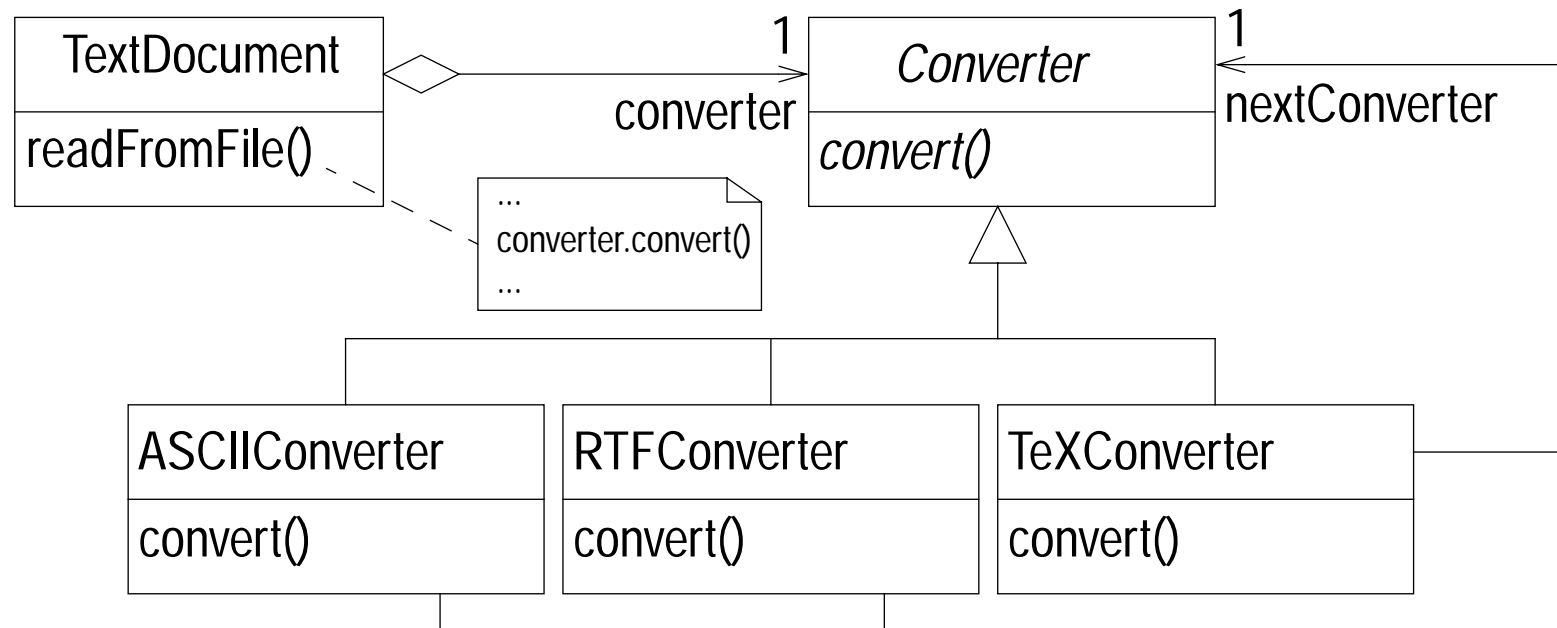 TextDocument
readFromFile()
1
converter
Converter
convert()
1
nextConverter
...
converter.convert()
...
ASCIIConverter
convert()
RTFConverter
convert()
TeXConverter
convert()